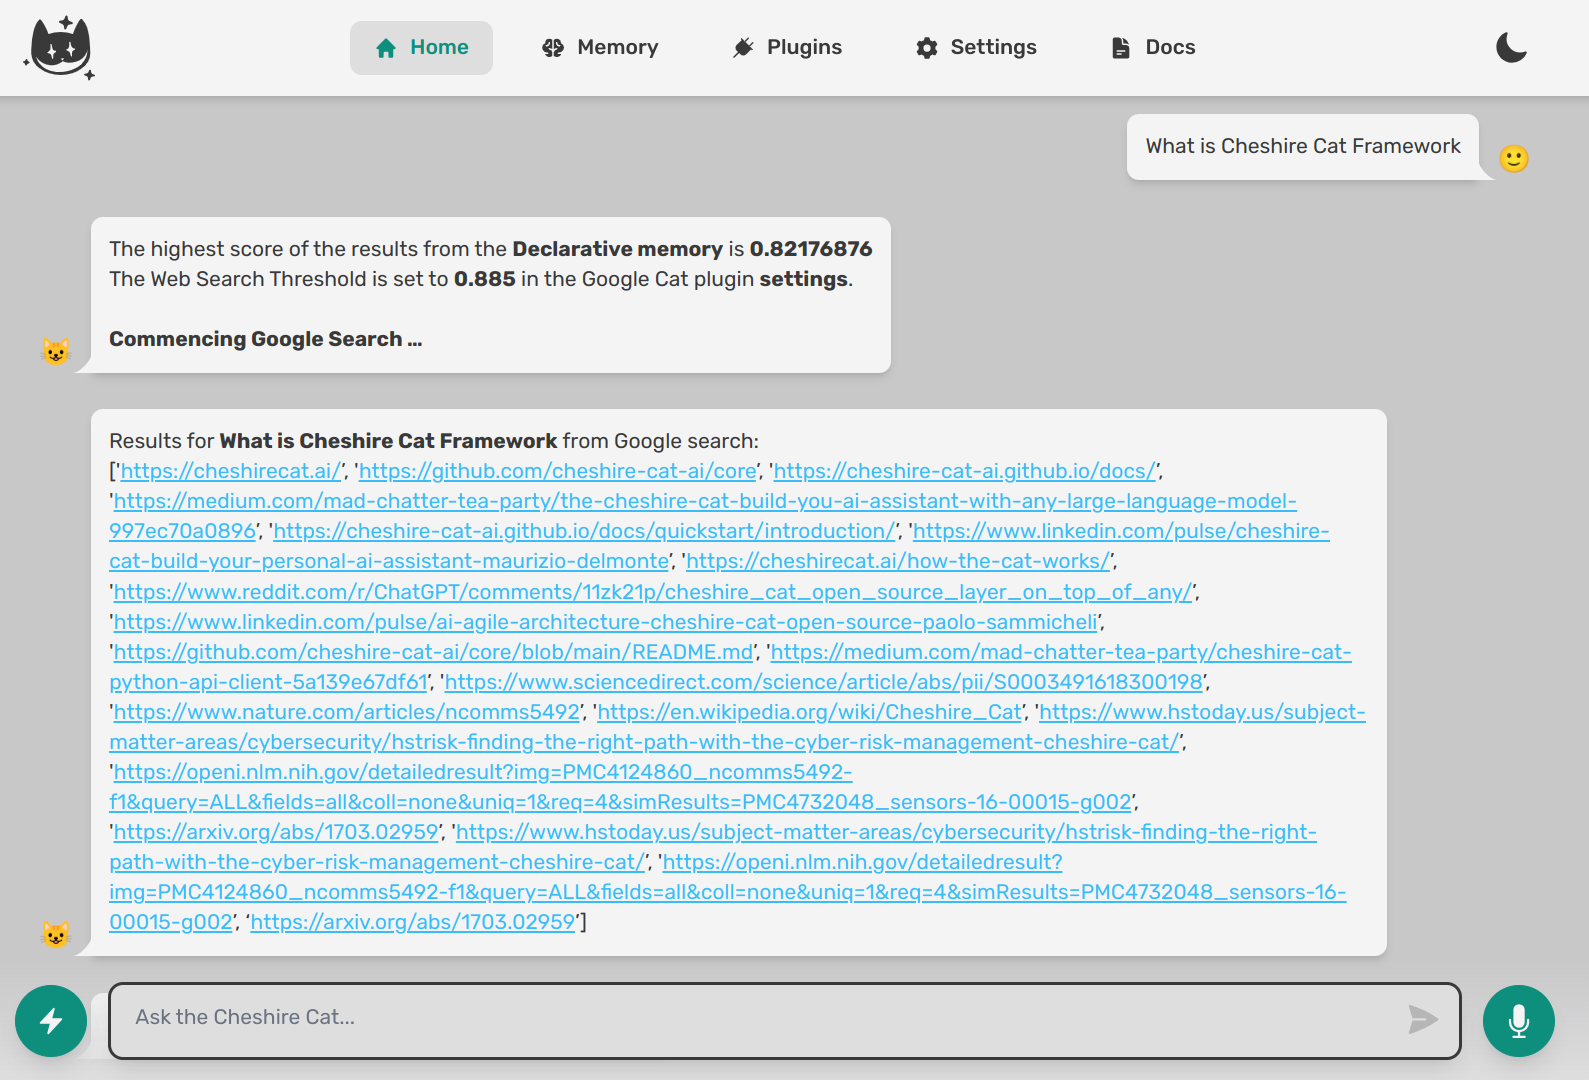 Home Memory Plugins Settings Docs
What is Cheshire Cat Framework
The highest score of the results from the Declarative memory is 0.82176876
The Web Search Threshold is set to 0.885 in the Google Cat plugin settings.
Commencing Google Search ...
Results for What is Cheshire Cat Framework from Google search:
['https://cheshirecat.ai/', 'https://github.com/cheshire-cat-ai/core', 'https://cheshire-cat-ai.github.io/docs/',
'https://medium.com/mad-chatter-tea-party/the-cheshire-cat-build-you-ai-assistant-with-any-large-language-model-
997ec70a0896', 'https://cheshire-cat-ai.github.io/docs/quickstart/introduction/', 'https://www.linkedin.com/pulse/cheshire-
cat-build-your-personal-ai-assistant-maurizio-delmonte', 'https://cheshirecat.ai/how-the-cat-works/',
'https://www.reddit.com/r/ChatGPT/comments/11zk21p/cheshire_cat_open_source_layer_on_top_of_any/',
'https://www.linkedin.com/pulse/ai-agile-architecture-cheshire-cat-open-source-paolo-sammicheli',
'https://github.com/cheshire-cat-ai/core/blob/main/README.md', 'https://medium.com/mad-chatter-tea-party/cheshire-cat-
python-api-client-5a139e67df61', 'https://www.sciencedirect.com/science/article/abs/pii/S0003491618300198',
'https://www.nature.com/articles/ncomms5492', 'https://en.wikipedia.org/wiki/Cheshire_Cat', 'https://www.hstoday.us/subject-
matter-areas/cybersecurity/hstrisk-finding-the-right-path-with-the-cyber-risk-management-cheshire-cat/',
'https://openi.nlm.nih.gov/detailedresult?img=PMC4124860_ncomms5492-
f1&query=ALL&fields=all&coll=none&uniq=1&req=4&simResults=PMC4732048_sensors-16-00015-g002',
'https://arxiv.org/abs/1703.02959', 'https://www.hstoday.us/subject-matter-areas/cybersecurity/hstrisk-finding-the-right-
path-with-the-cyber-risk-management-cheshire-cat/', 'https://openi.nlm.nih.gov/detailedresult?
img=PMC4124860_ncomms5492-f1&query=ALL&fields=all&coll=none&uniq=1&req=4&simResults=PMC4732048_sensors-16-
00015-g002', 'https://arxiv.org/abs/1703.02959']
Ask the Cheshire Cat...